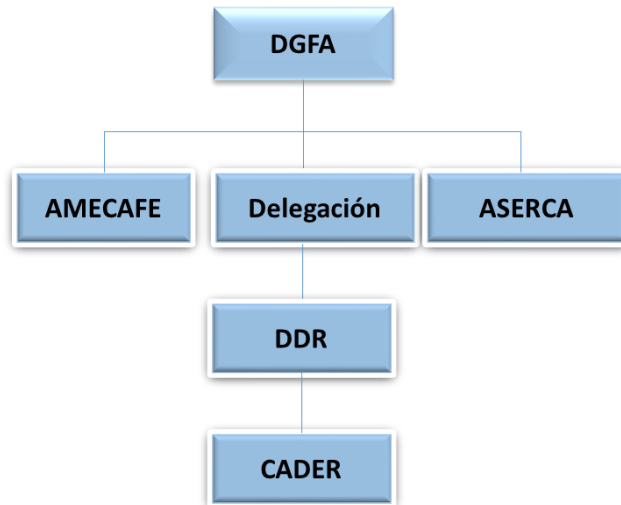 DGFA
AMECAFE
Delegación
ASERCA
DDR
CADER